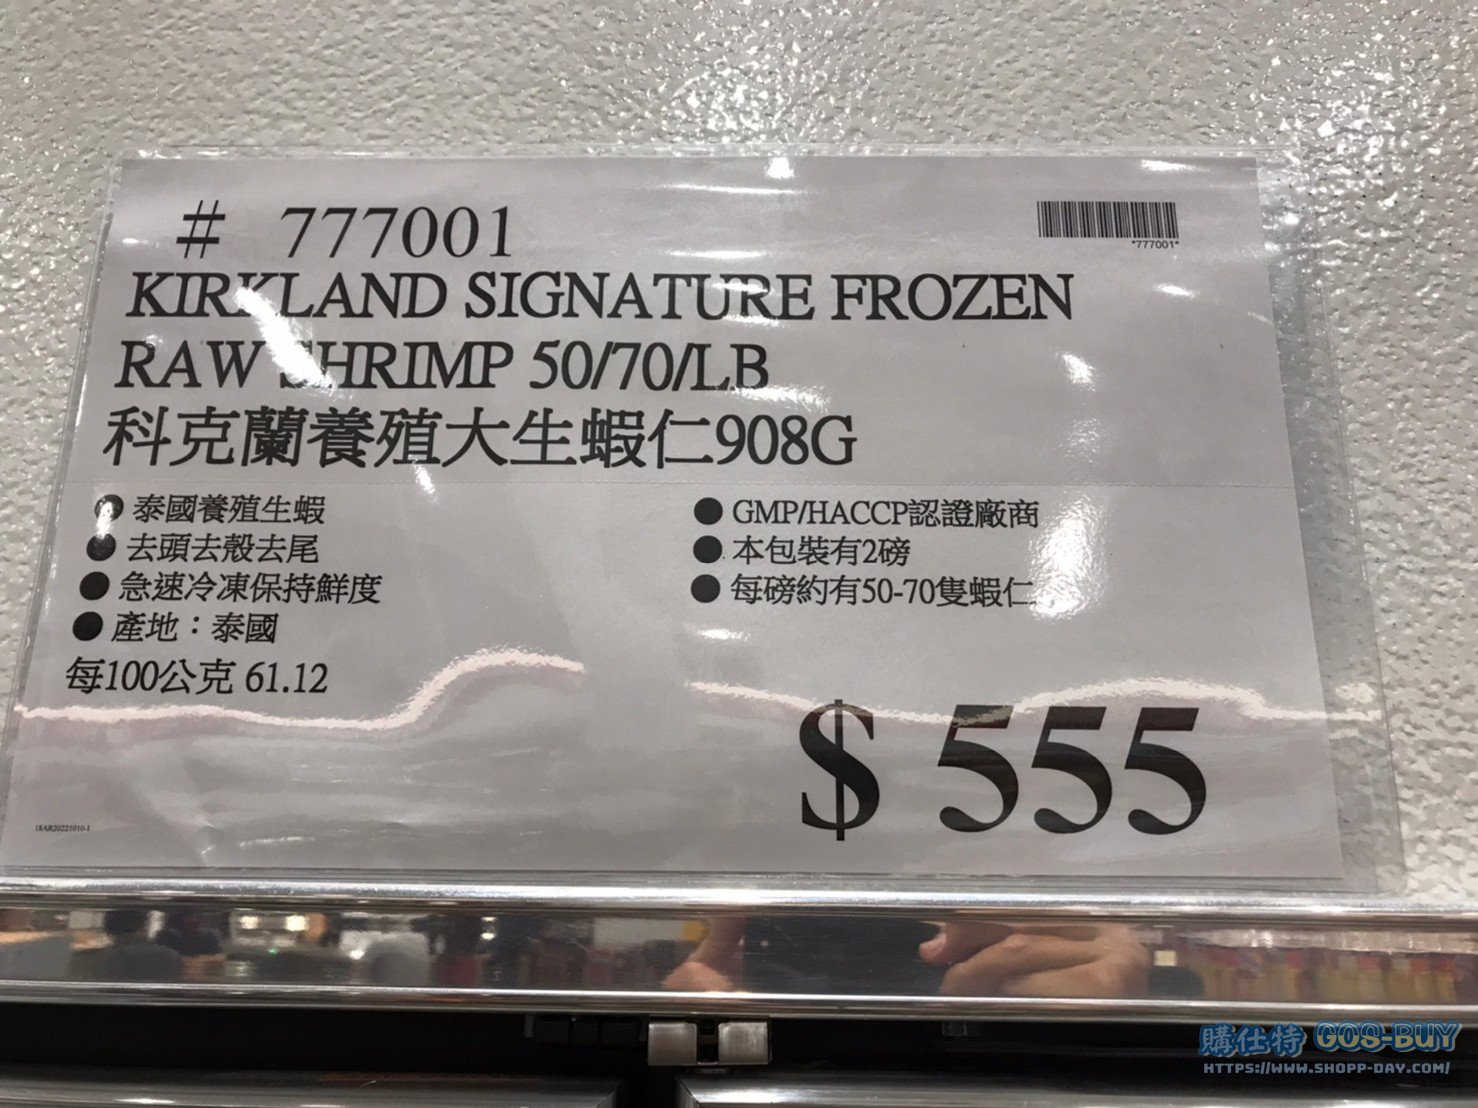 # 777001
*777001*
KIRKLAND SIGNATURE FROZEN
RAW SHRIMP 50/70/LB
科克蘭養殖大生蝦仁908G
● 泰國養殖生蝦
● 去頭去殼去尾
● 急速冷凍保持鮮度
● 產地：泰國
● GMP/HACCP認證廠商
● 本包裝有2磅
● 每磅約有50-70隻蝦仁
每100公克 61.12
$ 555
18AR20221010-1
購仕特 GOS-BUY
HTTPS://WWW.SHOPP-DAY.COM/